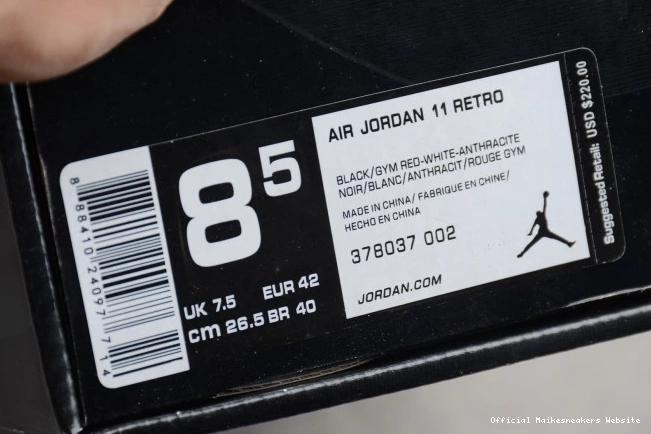 8 88410 24097 7 14
8.5
UK 7.5 EUR 42
cm 26.5 BR 40
AIR JORDAN 11 RETRO
BLACK/GYM RED-WHITE-ANTHRACITE
NOIR/BLANC/ANTHRACIT/ROUGE GYM
MADE IN CHINA/ FABRIQUE EN CHINE/
HECHO EN CHINA
378037 002
JORDAN.COM
Suggested Retail: USD $220.00
Official Maikesneakers Website